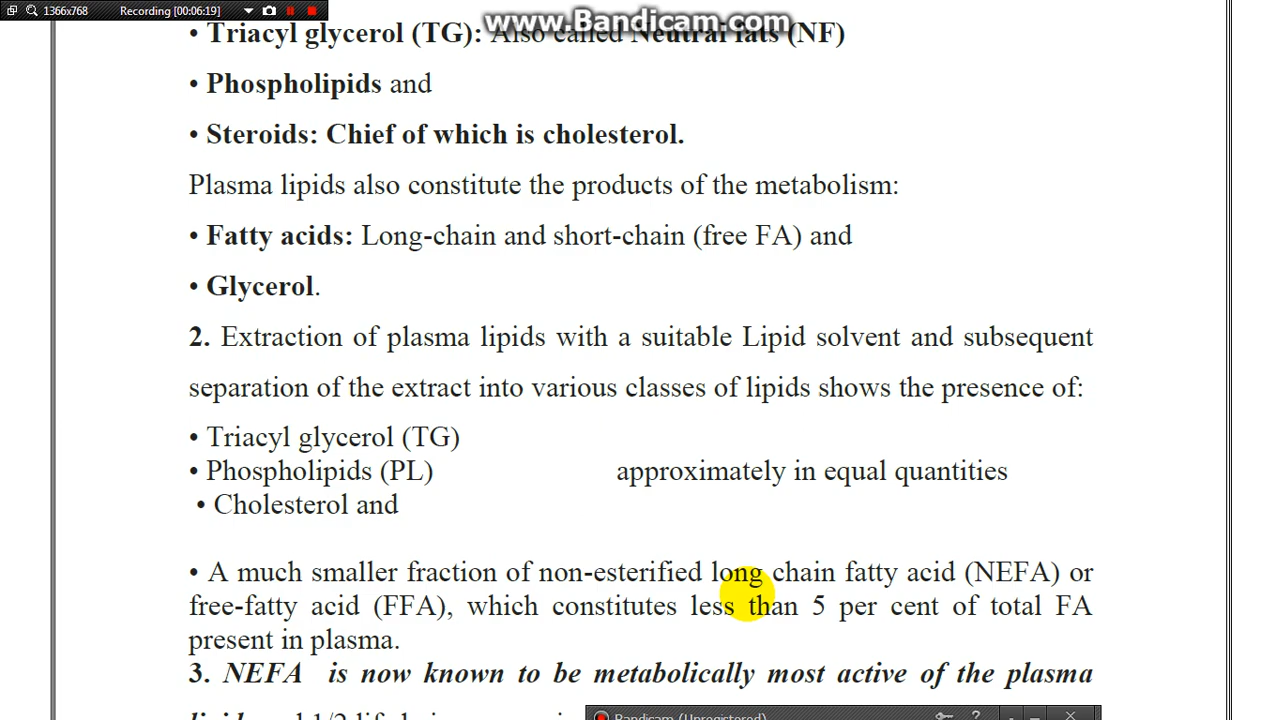 1366x768 Recording [00:06:19]
www.Bandicam.com
• Triacyl glycerol (TG): Also called Neutral fats (NF)
• Phospholipids and
• Steroids: Chief of which is cholesterol.
Plasma lipids also constitute the products of the metabolism:
• Fatty acids: Long-chain and short-chain (free FA) and
• Glycerol.
2. Extraction of plasma lipids with a suitable Lipid solvent and subsequent
separation of the extract into various classes of lipids shows the presence of:
• Triacyl glycerol (TG)
• Phospholipids (PL) approximately in equal quantities
• Cholesterol and
• A much smaller fraction of non-esterified long chain fatty acid (NEFA) or
free-fatty acid (FFA), which constitutes less than 5 per cent of total FA
present in plasma.
3. NEFA is now known to be metabolically most active of the plasma
Bandicam (Unregistered)